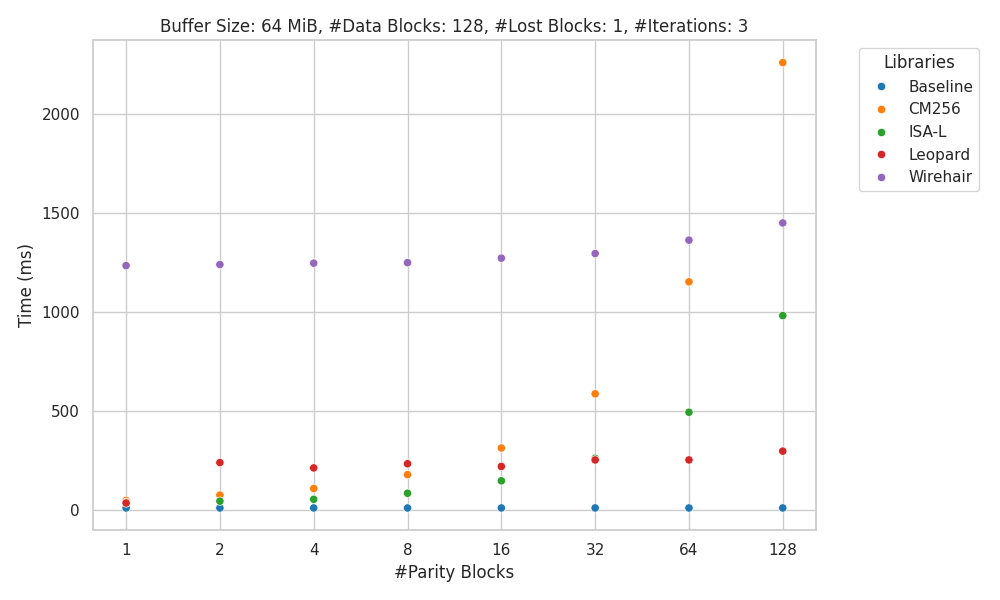 Buffer Size: 64 MiB, #Data Blocks: 128, #Lost Blocks: 1, #Iterations: 3
Libraries
Baseline
CM256
ISA-L
Leopard
Wirehair
Time (ms)
2000
1500
1000
500
0
1 2 4 8 16 32 64 128
#Parity Blocks